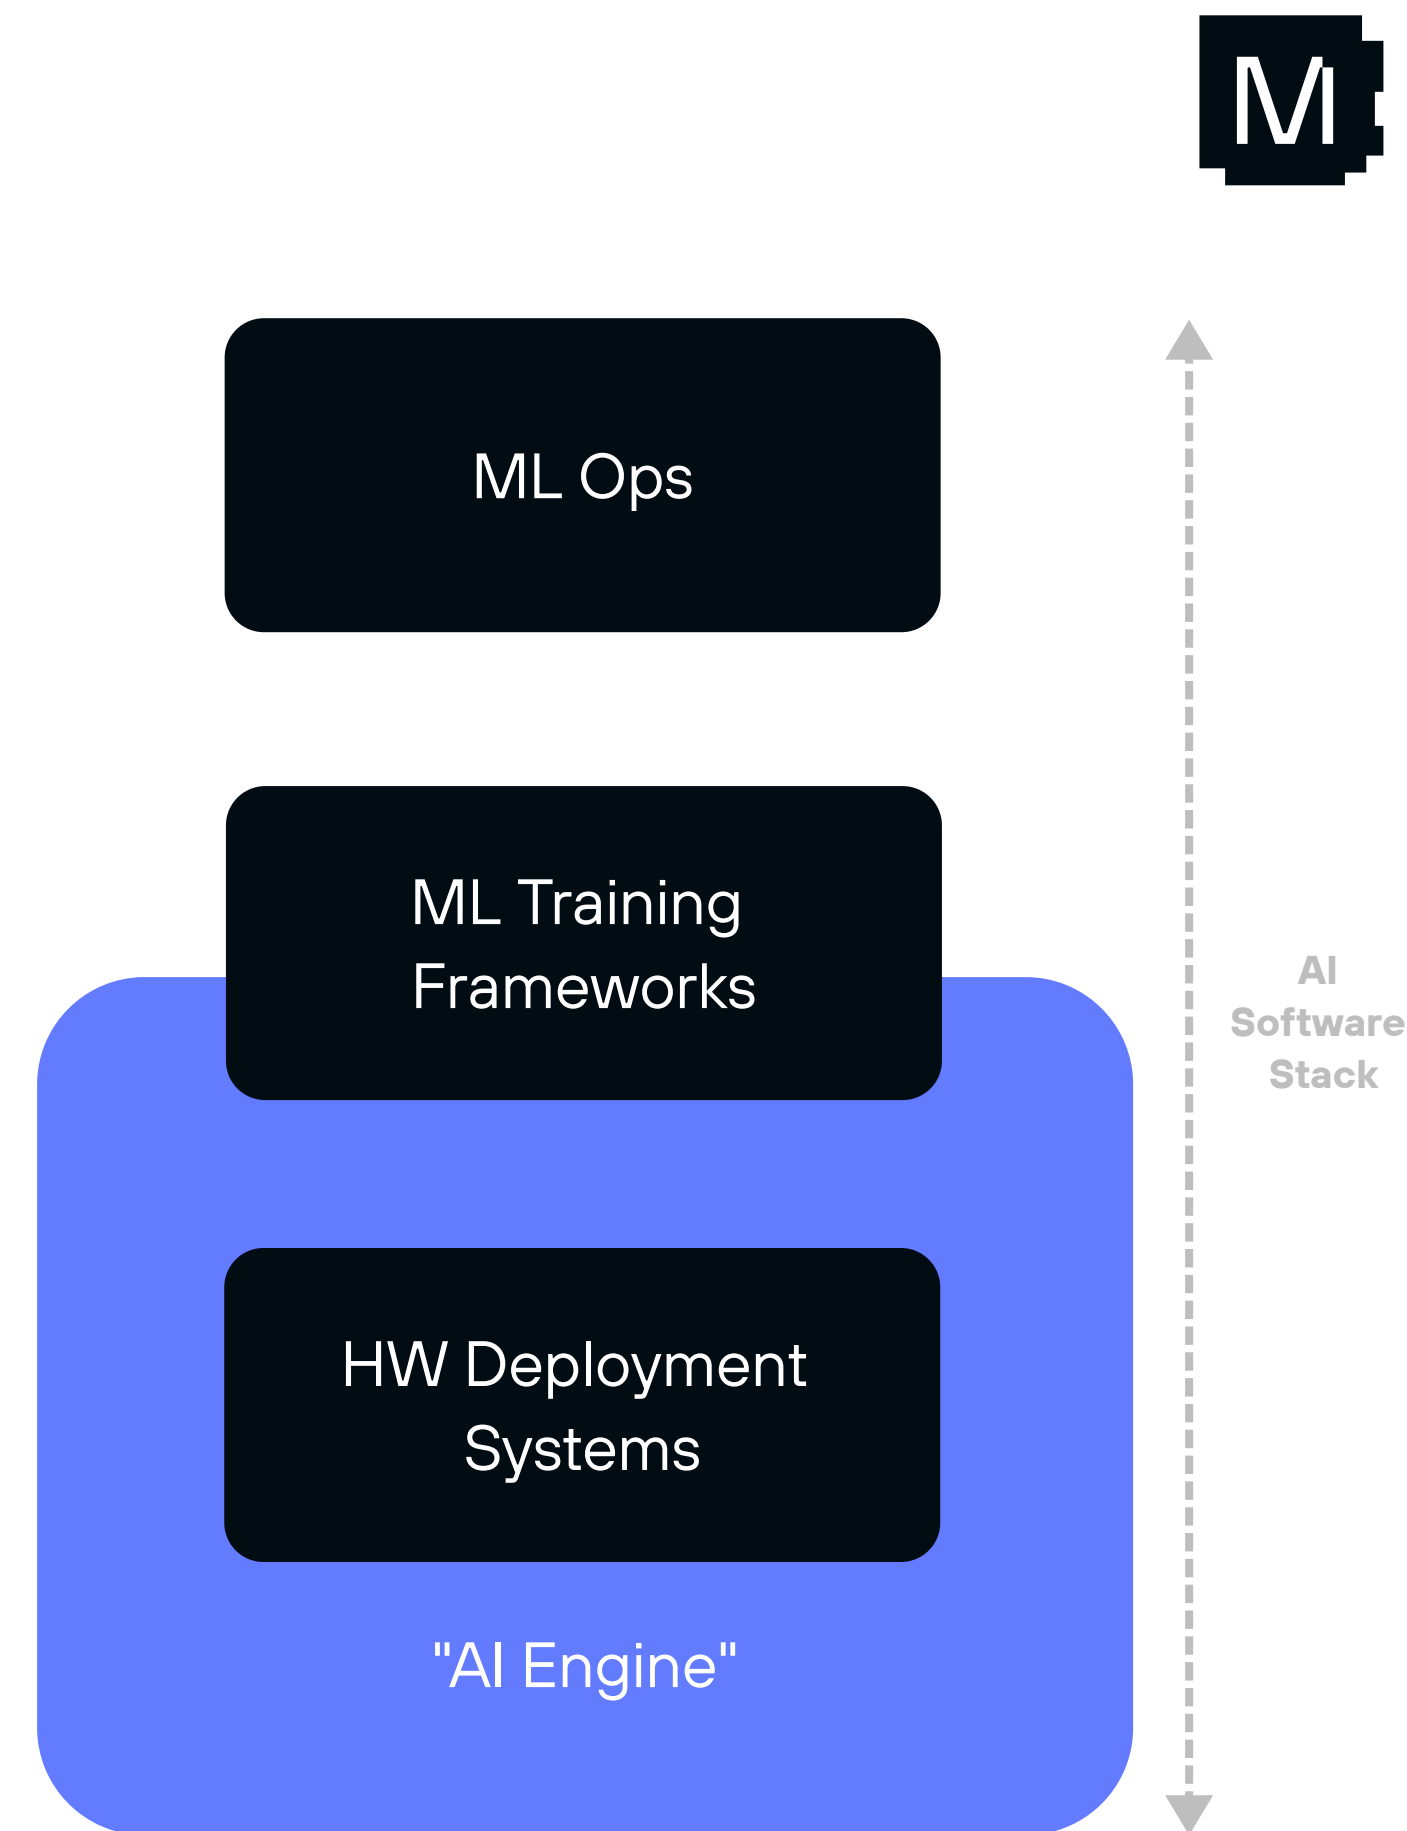 M
ML Ops
ML Training
Frameworks
AI
Software
Stack
HW Deployment
Systems
"AI Engine"